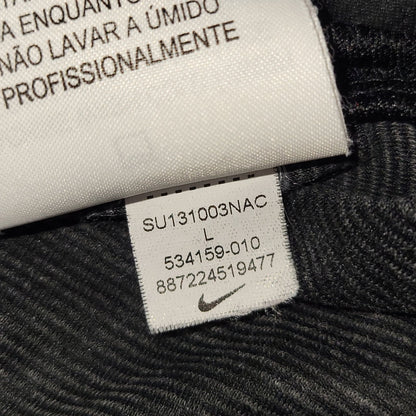 A ENQUANTO
NÃO LAVAR A ÚMIDO
PROFISSIONALMENTE
SU131003NAC
L
534159-010
887224519477